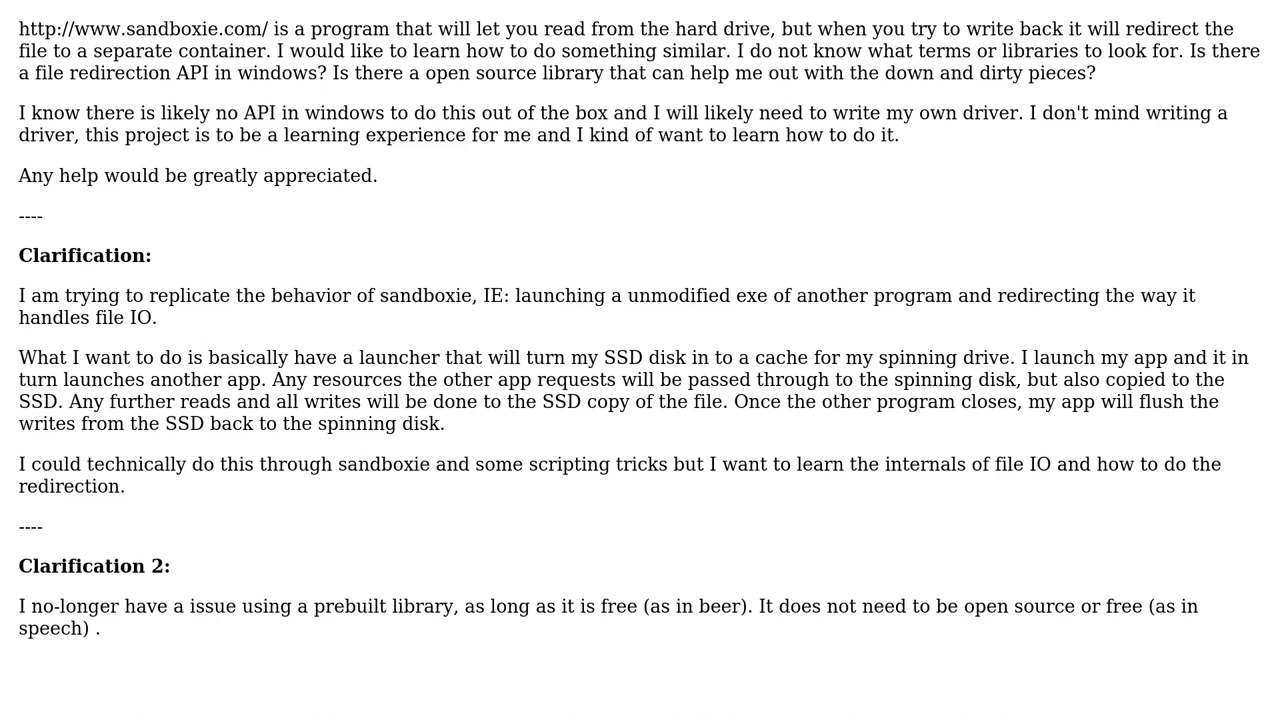 http://www.sandboxie.com/ is a program that will let you read from the hard drive, but when you try to write back it will redirect the
file to a separate container. I would like to learn how to do something similar. I do not know what terms or libraries to look for. Is there
a file redirection API in windows? Is there a open source library that can help me out with the down and dirty pieces?
I know there is likely no API in windows to do this out of the box and I will likely need to write my own driver. I don't mind writing a
driver, this project is to be a learning experience for me and I kind of want to learn how to do it.
Any help would be greatly appreciated.
----
Clarification:
I am trying to replicate the behavior of sandboxie, IE: launching a unmodified exe of another program and redirecting the way it
handles file IO.
What I want to do is basically have a launcher that will turn my SSD disk in to a cache for my spinning drive. I launch my app and it in
turn launches another app. Any resources the other app requests will be passed through to the spinning disk, but also copied to the
SSD. Any further reads and all writes will be done to the SSD copy of the file. Once the other program closes, my app will flush the
writes from the SSD back to the spinning disk.
I could technically do this through sandboxie and some scripting tricks but I want to learn the internals of file IO and how to do the
redirection.
----
Clarification 2:
I no-longer have a issue using a prebuilt library, as long as it is free (as in beer). It does not need to be open source or free (as in
speech) .